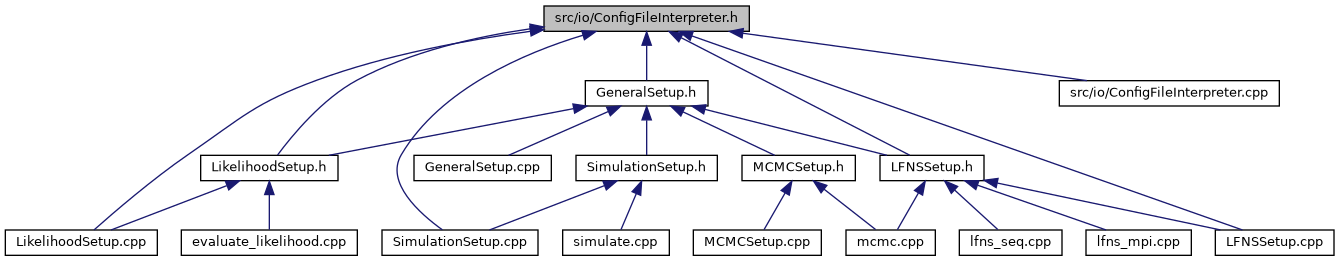 src/io/ConfigFileInterpreter.h
GeneralSetup.h
src/io/ConfigFileInterpreter.cpp
LikelihoodSetup.h
GeneralSetup.cpp
SimulationSetup.h
MCMCSetup.h
LFNSSetup.h
LikelihoodSetup.cpp
evaluate_likelihood.cpp
SimulationSetup.cpp
simulate.cpp
MCMCSetup.cpp
mcmc.cpp
lfns_seq.cpp
lfns_mpi.cpp
LFNSSetup.cpp